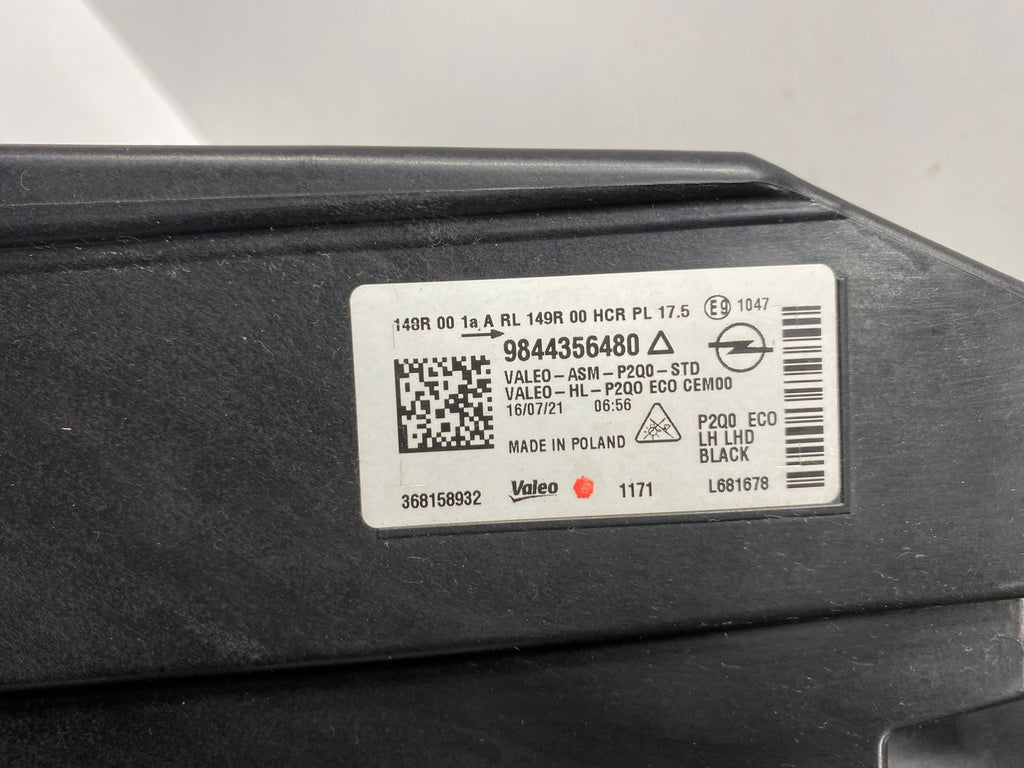 148R 00 1a A RL 149R 00 HCR PL 17.5 E9 1047
9844356480
VALEO-ASM-P2Q0-STD
VALEO-HL-P2Q0 ECO CEM00
16/07/21 06:56
MADE IN POLAND
P2Q0 ECO
LH LHD
BLACK
368158932 Valeo 1171 L681678